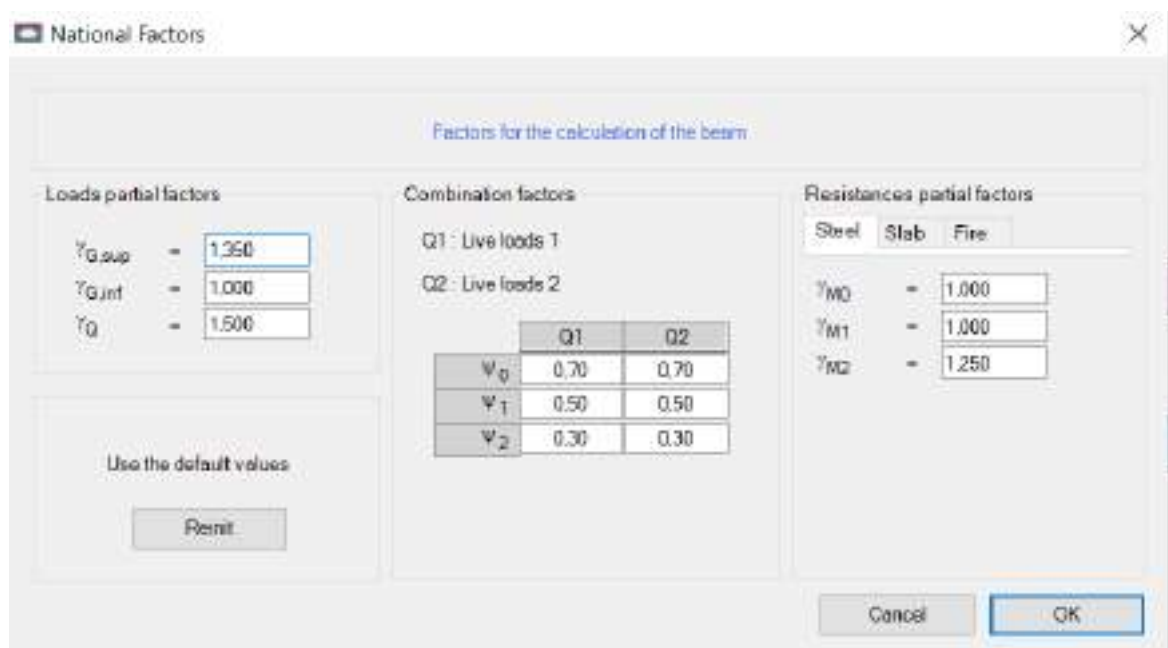 National Factors
Factors for the calculation of the beam
Loads partial factors
γG,sup = 1.350
γG,inf = 1.000
γQ = 1.500
Use the default values
Reinit
Combination factors
Q1 : Live loads 1
Q2 : Live loads 2
Q1 Q2
Ψ0 0.70 0.70
Ψ1 0.50 0.50
Ψ2 0.30 0.30
Resistances partial factors
Steel Slab Fire
γM0 = 1.000
γM1 = 1.000
γM2 = 1.250
Cancel OK